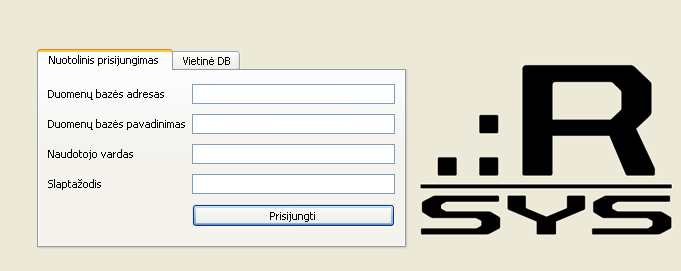 Nuotolinis prisijungimas
Vietinė DB
Duomenų bazės adresas
Duomenų bazės pavadinimas
Naudotojo vardas
Slaptažodis
Prisijungti
.:R
SYS